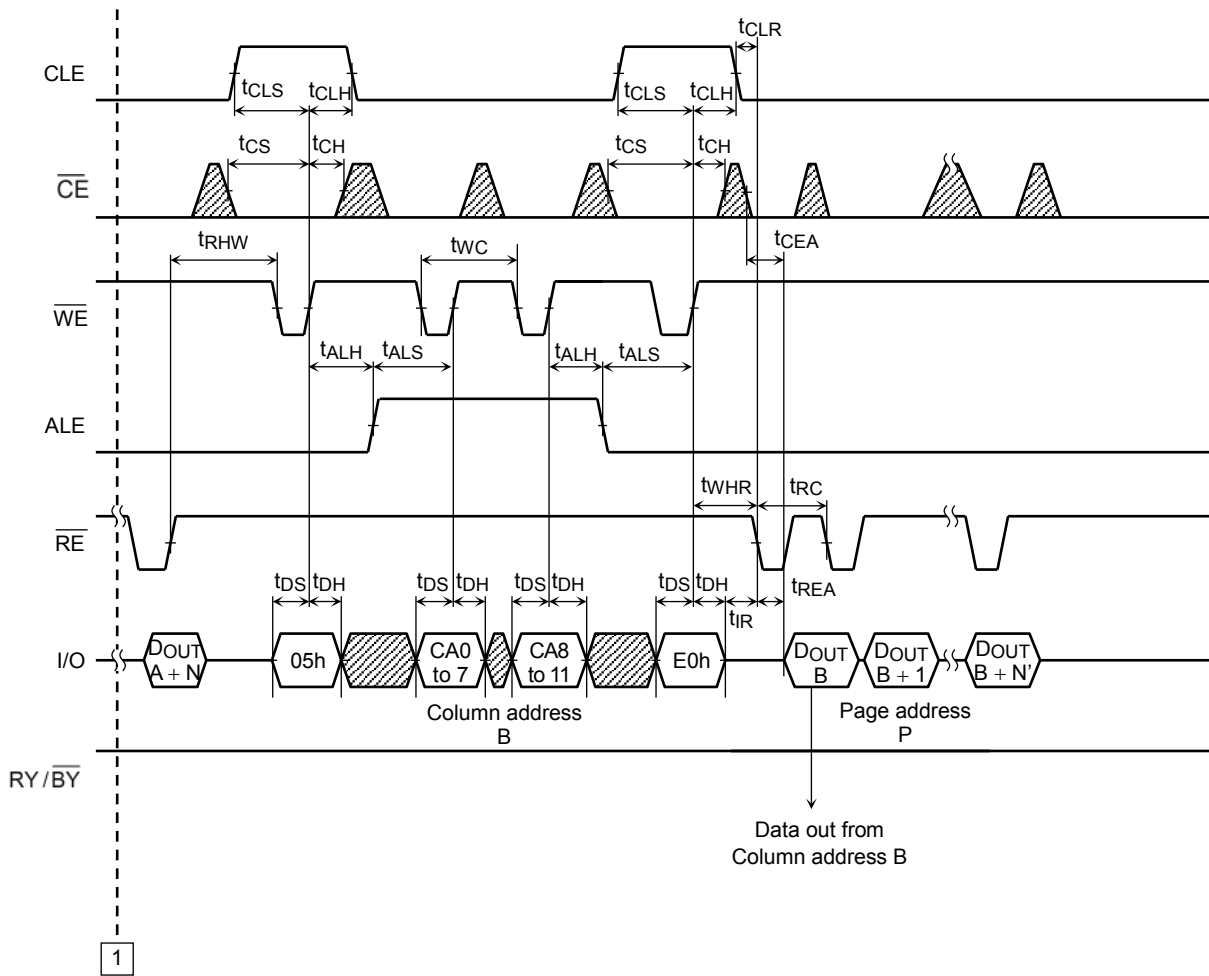 tCLR
CLE
tCLS tCLH tCLS tCLH
tCS tCH tCS tCH
CE
tCEA
tRHW tWC
WE
tALH tALS tALH tALS
ALE
tWHR tRC
RE
tDS tDH tDS tDH tDS tDH tDS tDH tREA
tIR
I/O
DOUT
A + N
05h
CA0
to 7
CA8
to 11
E0h
DOUT
B
DOUT
B + 1
DOUT
B + N’
Column address
B
Page address
P
RY/BY
Data out from
Column address B
1